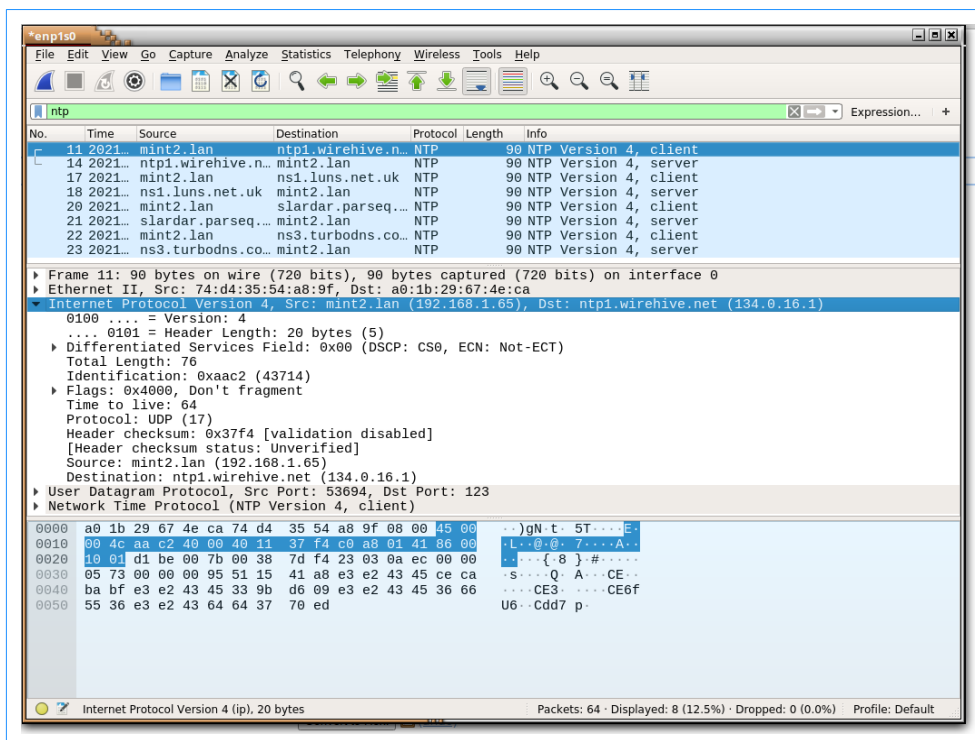 *enp1s0
File Edit View Go Capture Analyze Statistics Telephony Wireless Tools Help
ntp Expression... +
No. Time Source Destination Protocol Length Info
11 2021… mint2.lan ntp1.wirehive.n… NTP 90 NTP Version 4, client
14 2021… ntp1.wirehive.n… mint2.lan NTP 90 NTP Version 4, server
17 2021… mint2.lan ns1.luns.net.uk NTP 90 NTP Version 4, client
18 2021… ns1.luns.net.uk mint2.lan NTP 90 NTP Version 4, server
20 2021… mint2.lan slardar.parseq.… NTP 90 NTP Version 4, client
21 2021… slardar.parseq.… mint2.lan NTP 90 NTP Version 4, server
22 2021… mint2.lan ns3.turbodns.co… NTP 90 NTP Version 4, client
23 2021… ns3.turbodns.co… mint2.lan NTP 90 NTP Version 4, server
Frame 11: 90 bytes on wire (720 bits), 90 bytes captured (720 bits) on interface 0
Ethernet II, Src: 74:d4:35:54:a8:9f, Dst: a0:1b:29:67:4e:ca
Internet Protocol Version 4, Src: mint2.lan (192.168.1.65), Dst: ntp1.wirehive.net (134.0.16.1)
0100 .... = Version: 4
.... 0101 = Header Length: 20 bytes (5)
Differentiated Services Field: 0x00 (DSCP: CS0, ECN: Not-ECT)
Total Length: 76
Identification: 0xaac2 (43714)
Flags: 0x4000, Don't fragment
Time to live: 64
Protocol: UDP (17)
Header checksum: 0x37f4 [validation disabled]
[Header checksum status: Unverified]
Source: mint2.lan (192.168.1.65)
Destination: ntp1.wirehive.net (134.0.16.1)
User Datagram Protocol, Src Port: 53694, Dst Port: 123
Network Time Protocol (NTP Version 4, client)
0000 a0 1b 29 67 4e ca 74 d4 35 54 a8 9f 08 00 45 00 ··)gN·t· 5T····E·
0010 00 4c aa c2 40 00 40 11 37 f4 c0 a8 01 41 86 00 ·L··@·@· 7····A··
0020 10 01 d1 be 00 7b 00 38 7d f4 23 03 0a ec 00 00 ·····{·8 }·#·····
0030 05 73 00 00 00 95 51 15 41 a8 e3 e2 43 45 ce ca ·s····Q· A···CE··
0040 ba bf e3 e2 43 45 33 9b d6 09 e3 e2 43 45 36 66 ····CE3· ····CE6f
0050 55 36 e3 e2 43 64 64 37 70 ed U6··Cdd7 p·
Internet Protocol Version 4 (ip), 20 bytes Packets: 64 · Displayed: 8 (12.5%) · Dropped: 0 (0.0%) Profile: Default